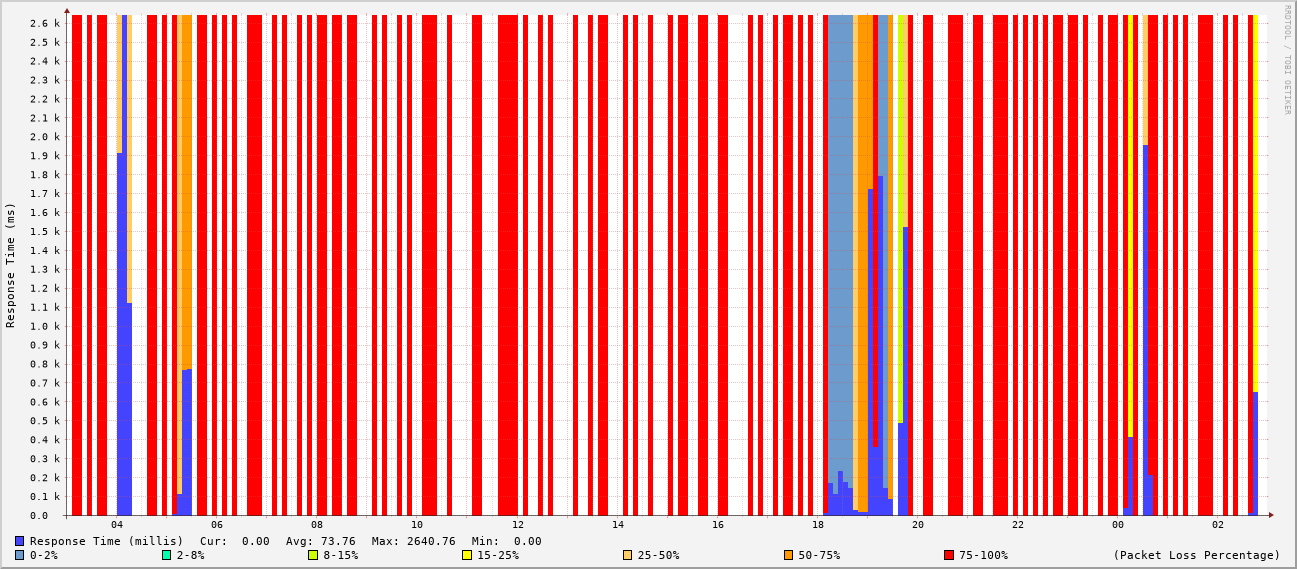 RRDTOOL / TOBI OETIKER
Response Time (ms)
2.6 k
2.5 k
2.4 k
2.3 k
2.2 k
2.1 k
2.0 k
1.9 k
1.8 k
1.7 k
1.6 k
1.5 k
1.4 k
1.3 k
1.2 k
1.1 k
1.0 k
0.9 k
0.8 k
0.7 k
0.6 k
0.5 k
0.4 k
0.3 k
0.2 k
0.1 k
0.0
04 06 08 10 12 14 16 18 20 22 00 02
Response Time (millis) Cur: 0.00 Avg: 73.76 Max: 2640.76 Min: 0.00
0-2% 2-8% 8-15% 15-25% 25-50% 50-75% 75-100% (Packet Loss Percentage)